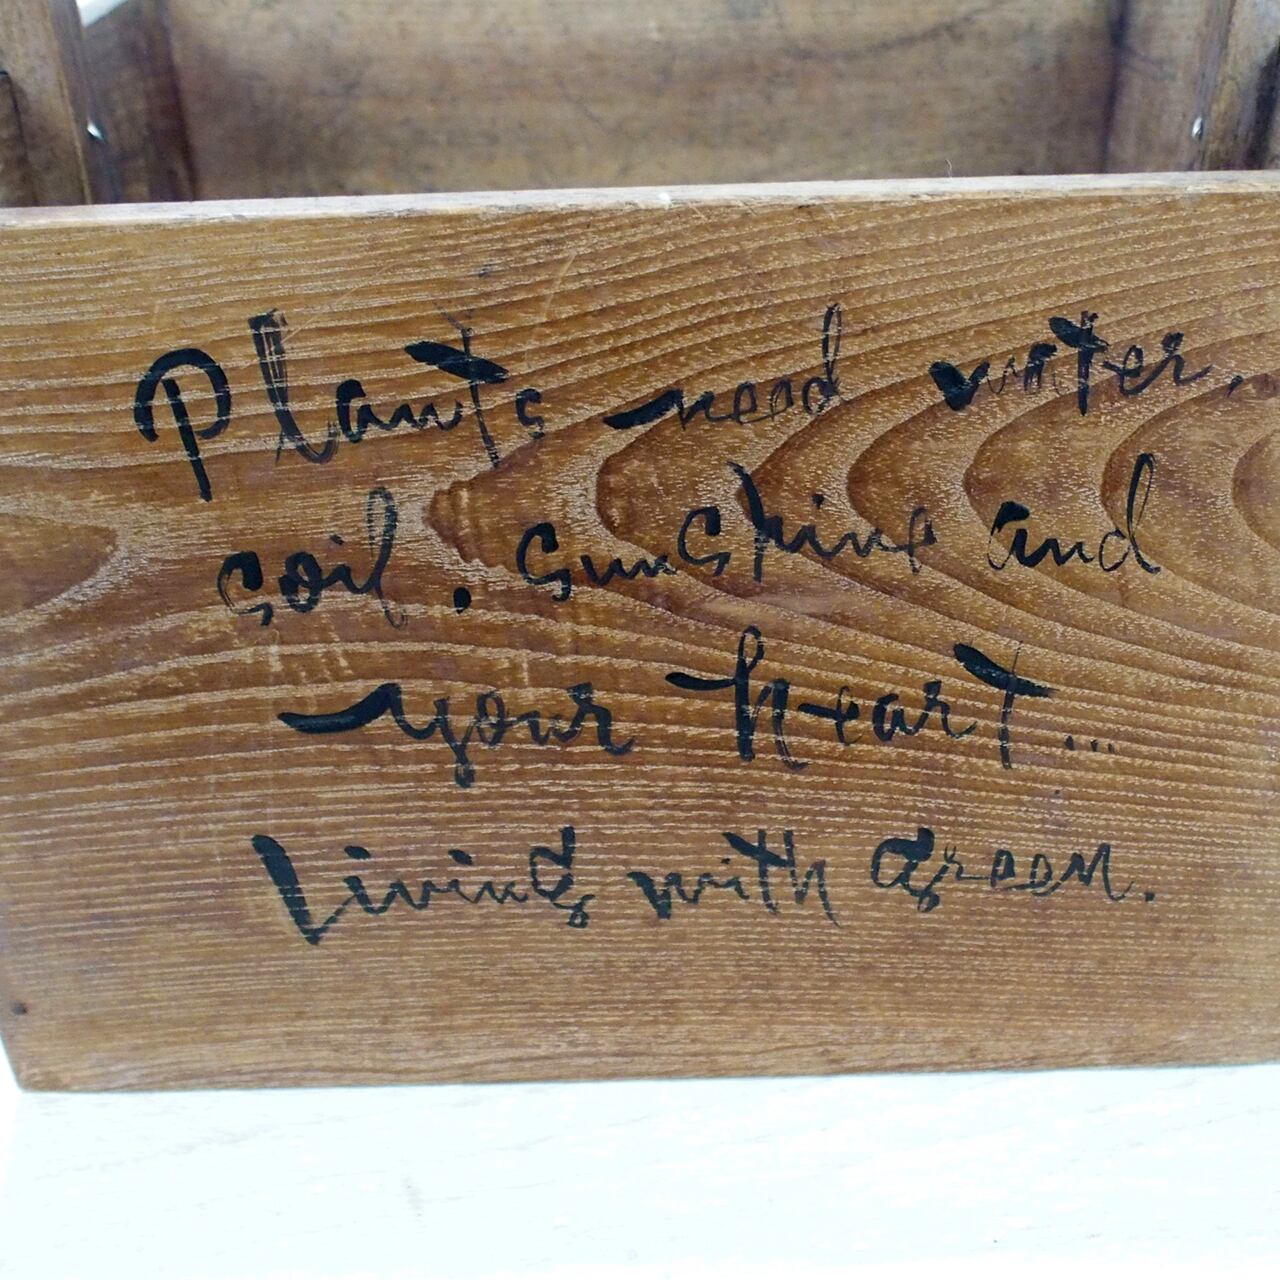 Plants need water,
soil, sunshine and
your heart...
Living with green.